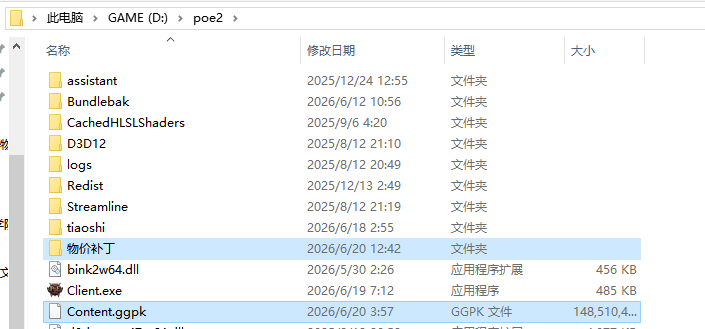 此电脑 > GAME (D:) > poe2
名称 修改日期 类型 大小
assistant 2025/12/24 12:55 文件夹
Bundlebak 2026/6/12 10:56 文件夹
CachedHLSLShaders 2025/9/6 4:20 文件夹
D3D12 2025/8/12 21:10 文件夹
logs 2025/8/12 20:49 文件夹
Redist 2025/12/13 2:49 文件夹
Streamline 2025/8/12 21:19 文件夹
tiaoshi 2026/6/18 2:55 文件夹
物价补丁 2026/6/20 12:42 文件夹
bink2w64.dll 2026/5/30 2:26 应用程序扩展 456 KB
Client.exe 2026/6/19 7:12 应用程序 485 KB
Content.ggpk 2026/6/20 3:57 GGPK 文件 148,510,4...